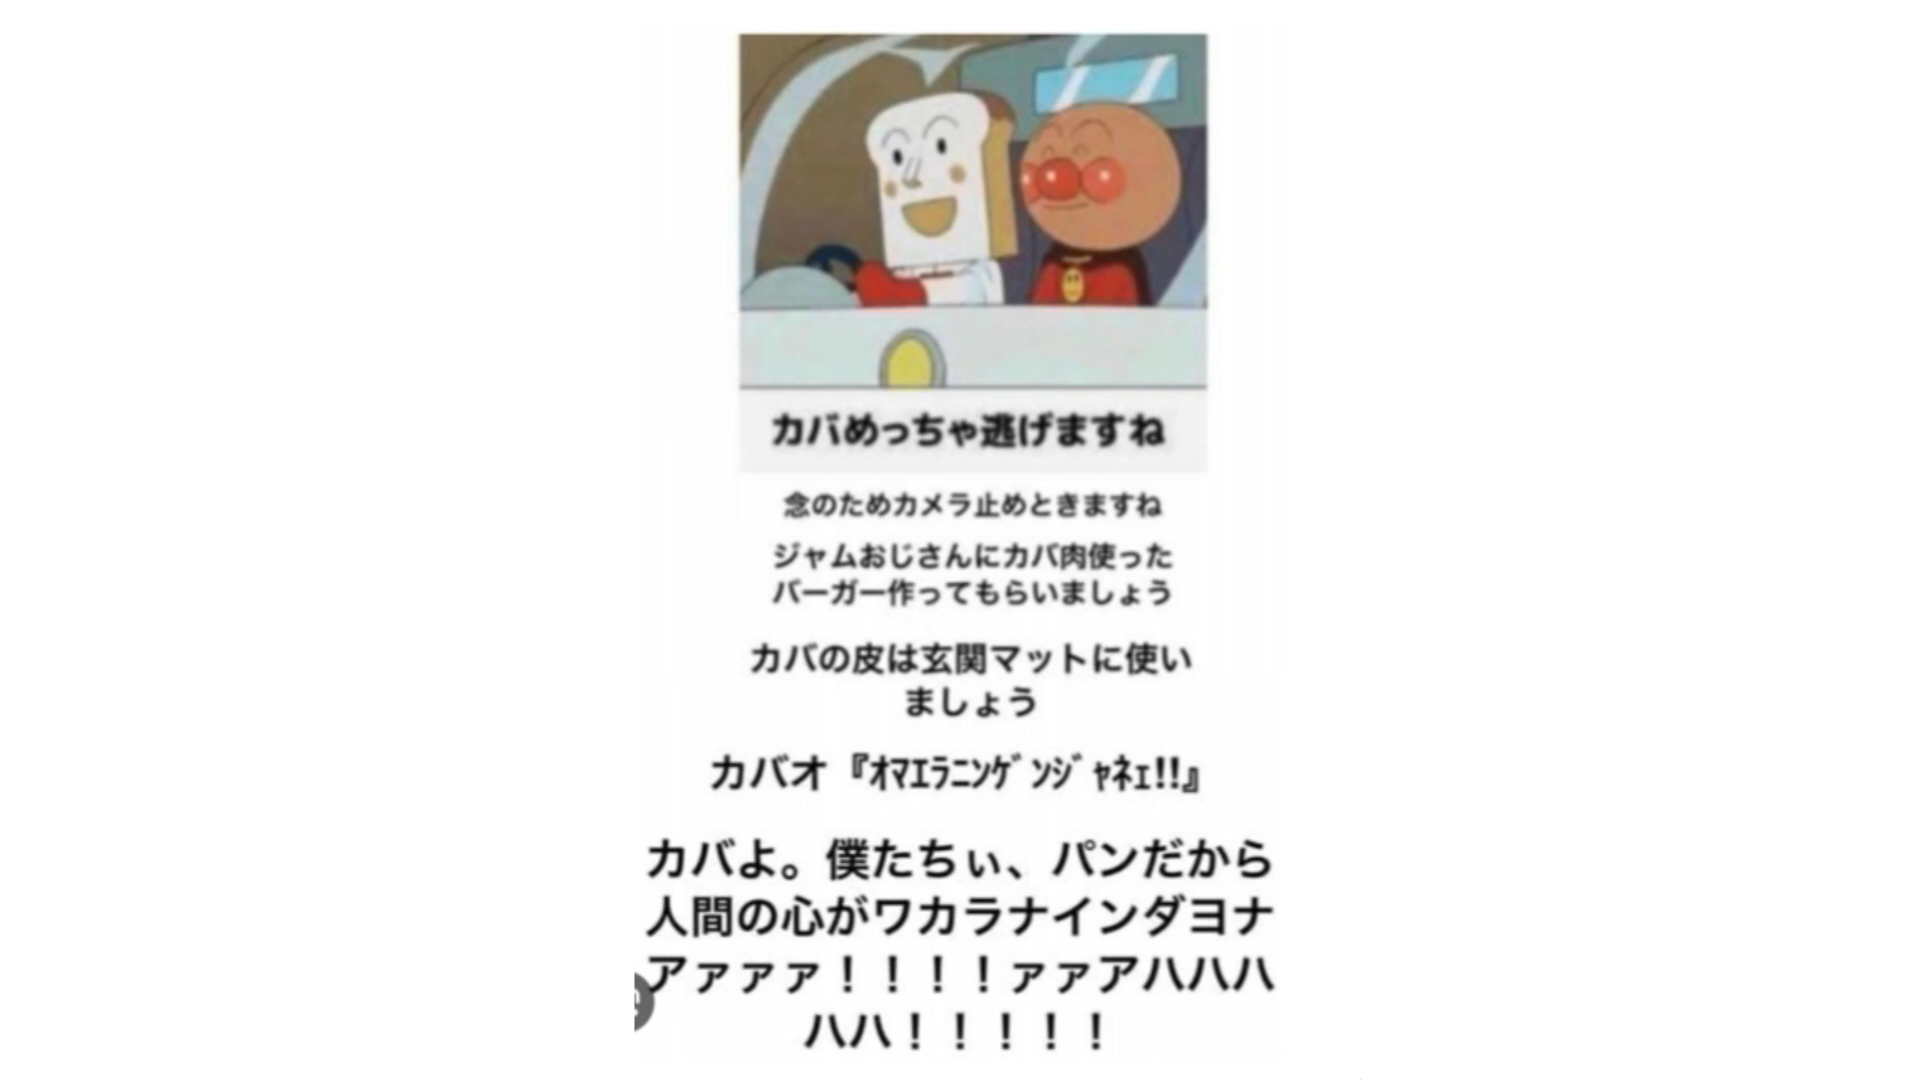 カバめっちゃ逃げますね
念のためカメラ止めときますね
ジャムおじさんにカバ肉使った
バーガー作ってもらいましょう
カバの皮は玄関マットに使い
ましょう
カバオ『ｵﾏｴﾗﾆﾝｹﾞﾝｼﾞｬﾈｪ!!』
カバよ。僕たちぃ、パンだから
人間の心がワカラナインダヨナ
アァァァ！！！！ァァアハハハ
ハハ！！！！！